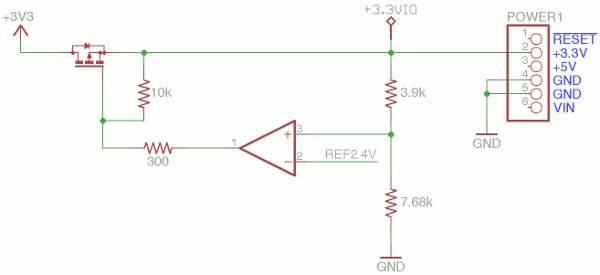 +3V3
+3.3VIO
POWER1
1
RESET
2
+3.3V
3
+5V
4
GND
5
GND
6
VIN
10k
3.9k
3
1
2
REF2.4V
300
GND
7.68k
GND